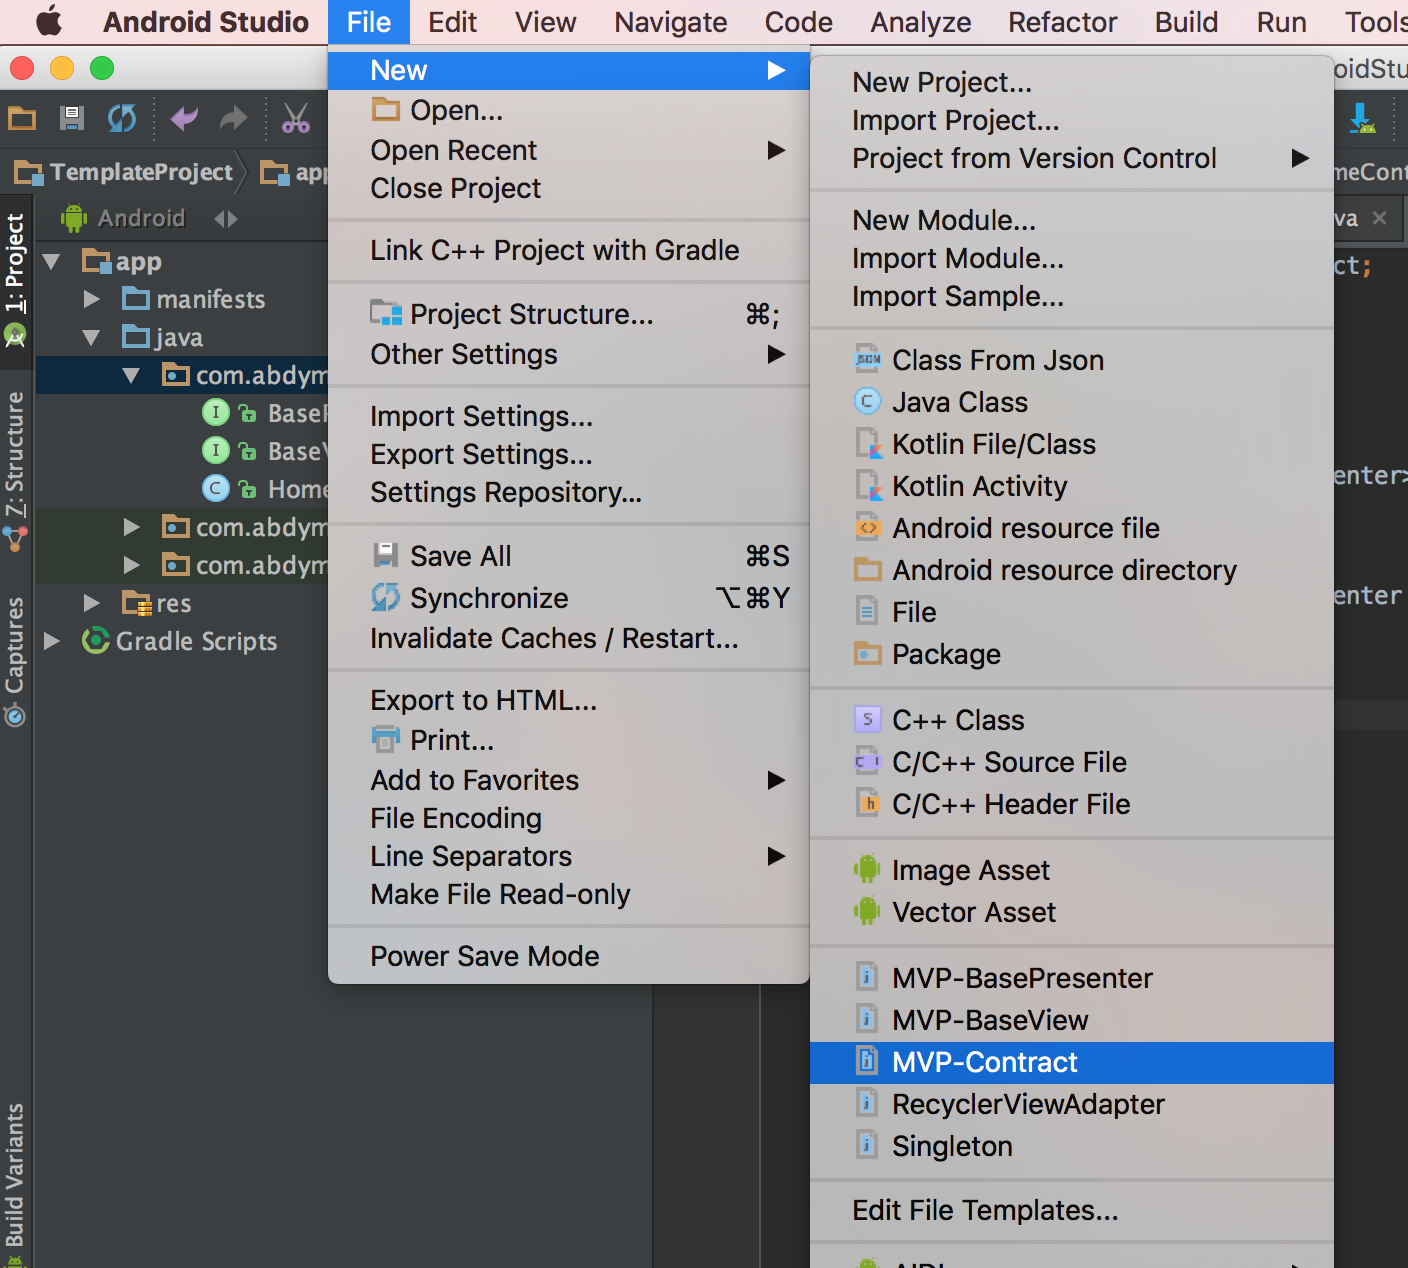 Android Studio File Edit View Navigate Code Analyze Refactor Build Run Tools
TemplateProject
Android
1: Project
7: Structure
Captures
Build Variants
app
manifests
java
com.abdym
BaseP
BaseV
Home
com.abdym
com.abdym
res
Gradle Scripts
New
Open...
Open Recent
Close Project
Link C++ Project with Gradle
Project Structure... ⌘;
Other Settings
Import Settings...
Export Settings...
Settings Repository...
Save All ⌘S
Synchronize ⌥⌘Y
Invalidate Caches / Restart...
Export to HTML...
Print...
Add to Favorites
File Encoding
Line Separators
Make File Read-only
Power Save Mode
New Project...
Import Project...
Project from Version Control
New Module...
Import Module...
Import Sample...
Class From Json
Java Class
Kotlin File/Class
Kotlin Activity
Android resource file
Android resource directory
File
Package
C++ Class
C/C++ Source File
C/C++ Header File
Image Asset
Vector Asset
MVP-BasePresenter
MVP-BaseView
MVP-Contract
RecyclerViewAdapter
Singleton
Edit File Templates...
oidStu
meCont
va
ct;
enter>
enter